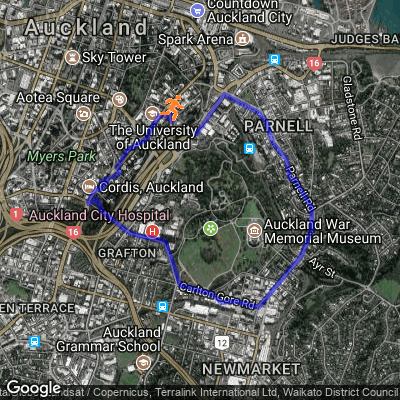 Countdown
Auckland City
Auckland
Spark Arena
JUDGES BA
Sky Tower
16
Gladstone Rd
Aotea Square
The University
of Auckland
PARNELL
Myers Park
Parnell Rd
Cordis, Auckland
1
Auckland City Hospital
H
Auckland War
Memorial Museum
16
GRAFTON
Ayr St
Carlton Gore Rd
EN TERRACE
Auckland
Grammar School
12
NEWMARKET
Google
dsat / Copernicus, Terralink International Ltd, Waikato District Council